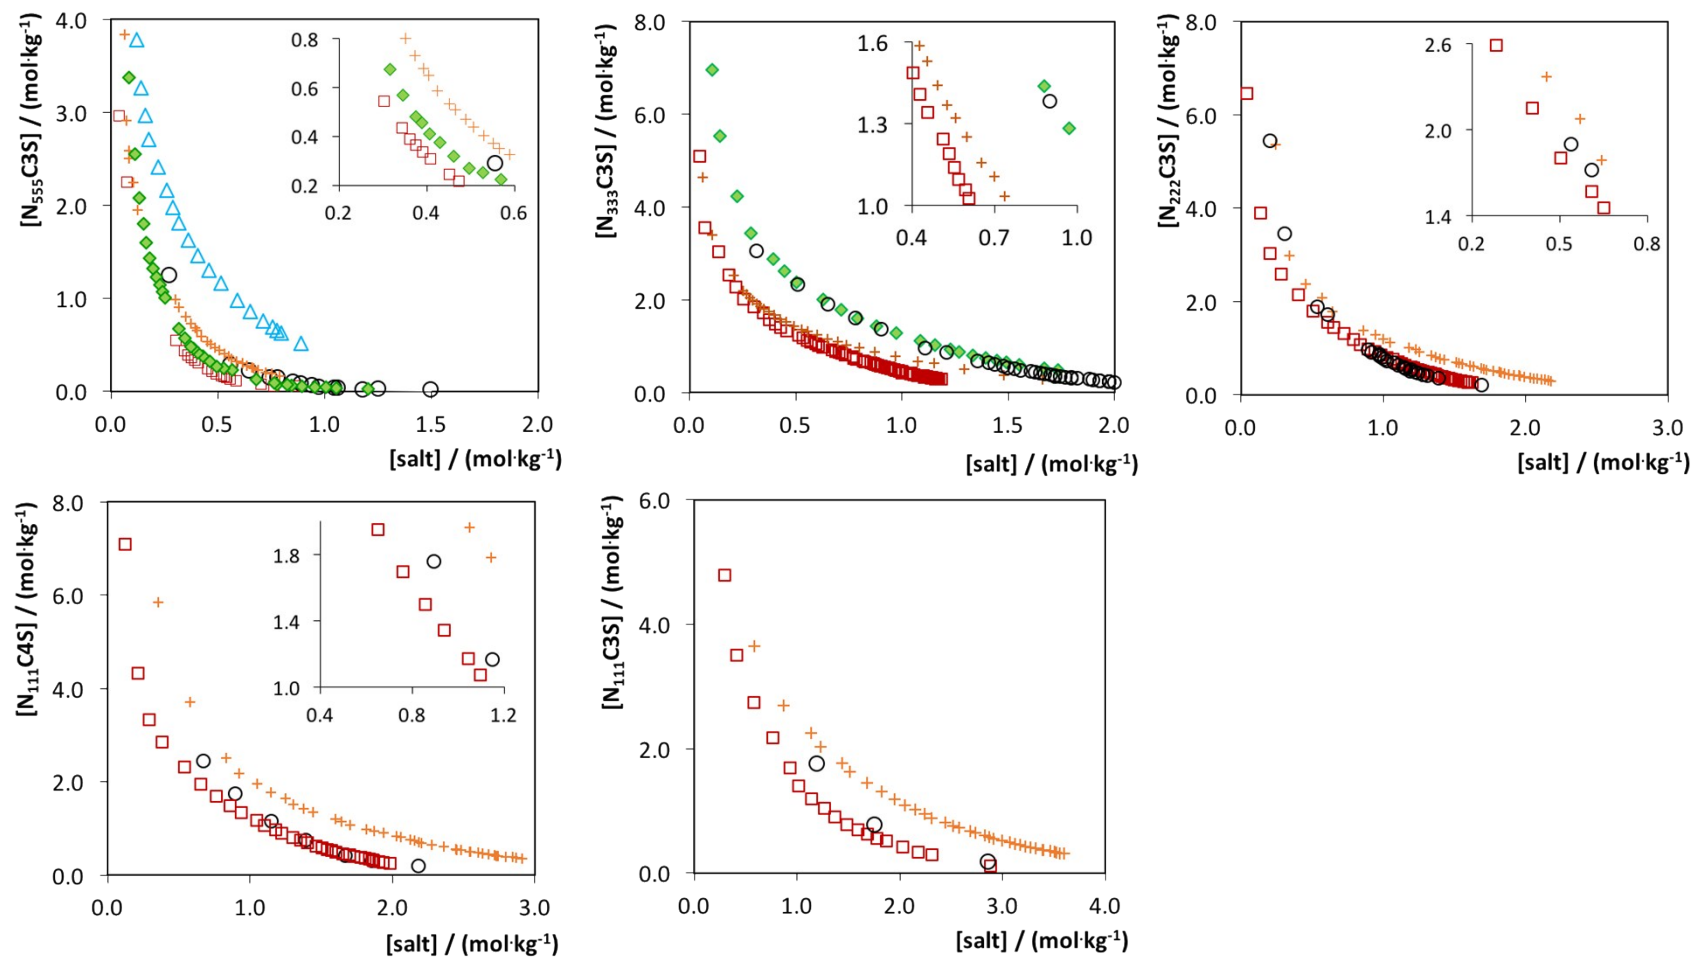 [N555C3S] / (mol·kg-1)
4.0
3.0
2.0
1.0
0.0
0.0 0.5 1.0 1.5 2.0
[salt] / (mol·kg-1)
0.8
0.6
0.4
0.2
0.2 0.4 0.6
[N333C3S] / (mol·kg-1)
8.0
6.0
4.0
2.0
0.0
0.0 0.5 1.0 1.5 2.0
[salt] / (mol·kg-1)
1.6
1.3
1.0
0.4 0.7 1.0
[N222C3S] / (mol·kg-1)
8.0
6.0
4.0
2.0
0.0
0.0 1.0 2.0 3.0
[salt] / (mol·kg-1)
2.6
2.0
1.4
0.2 0.5 0.8
[N111C4S] / (mol·kg-1)
8.0
6.0
4.0
2.0
0.0
0.0 1.0 2.0 3.0
[salt] / (mol·kg-1)
1.8
1.4
1.0
0.4 0.8 1.2
[N111C3S] / (mol·kg-1)
6.0
4.0
2.0
0.0
0.0 1.0 2.0 3.0 4.0
[salt] / (mol·kg-1)